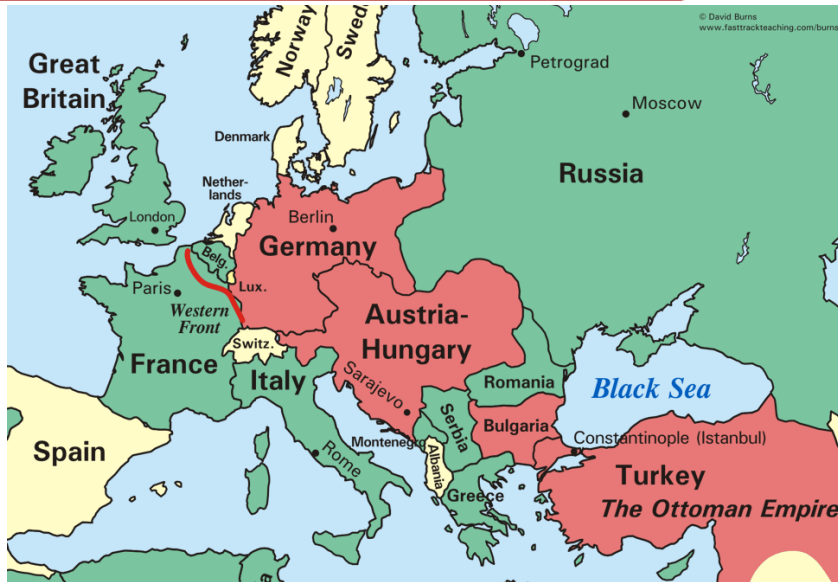 © David Burns
www.fasttrackteaching.com/burns
Norway
Swed
Great
Britain
Petrograd
Moscow
Denmark
Russia
Nether-
lands
London
Berlin
Germany
Belg.
Lux.
Paris
Western
Front
Austria-
Hungary
Switz.
France
Italy
Sarajevo
Romania
Black Sea
Serbia
Bulgaria
Montenegro
Constantinople (Istanbul)
Spain
Albania
Rome
Turkey
Greece
The Ottoman Empire